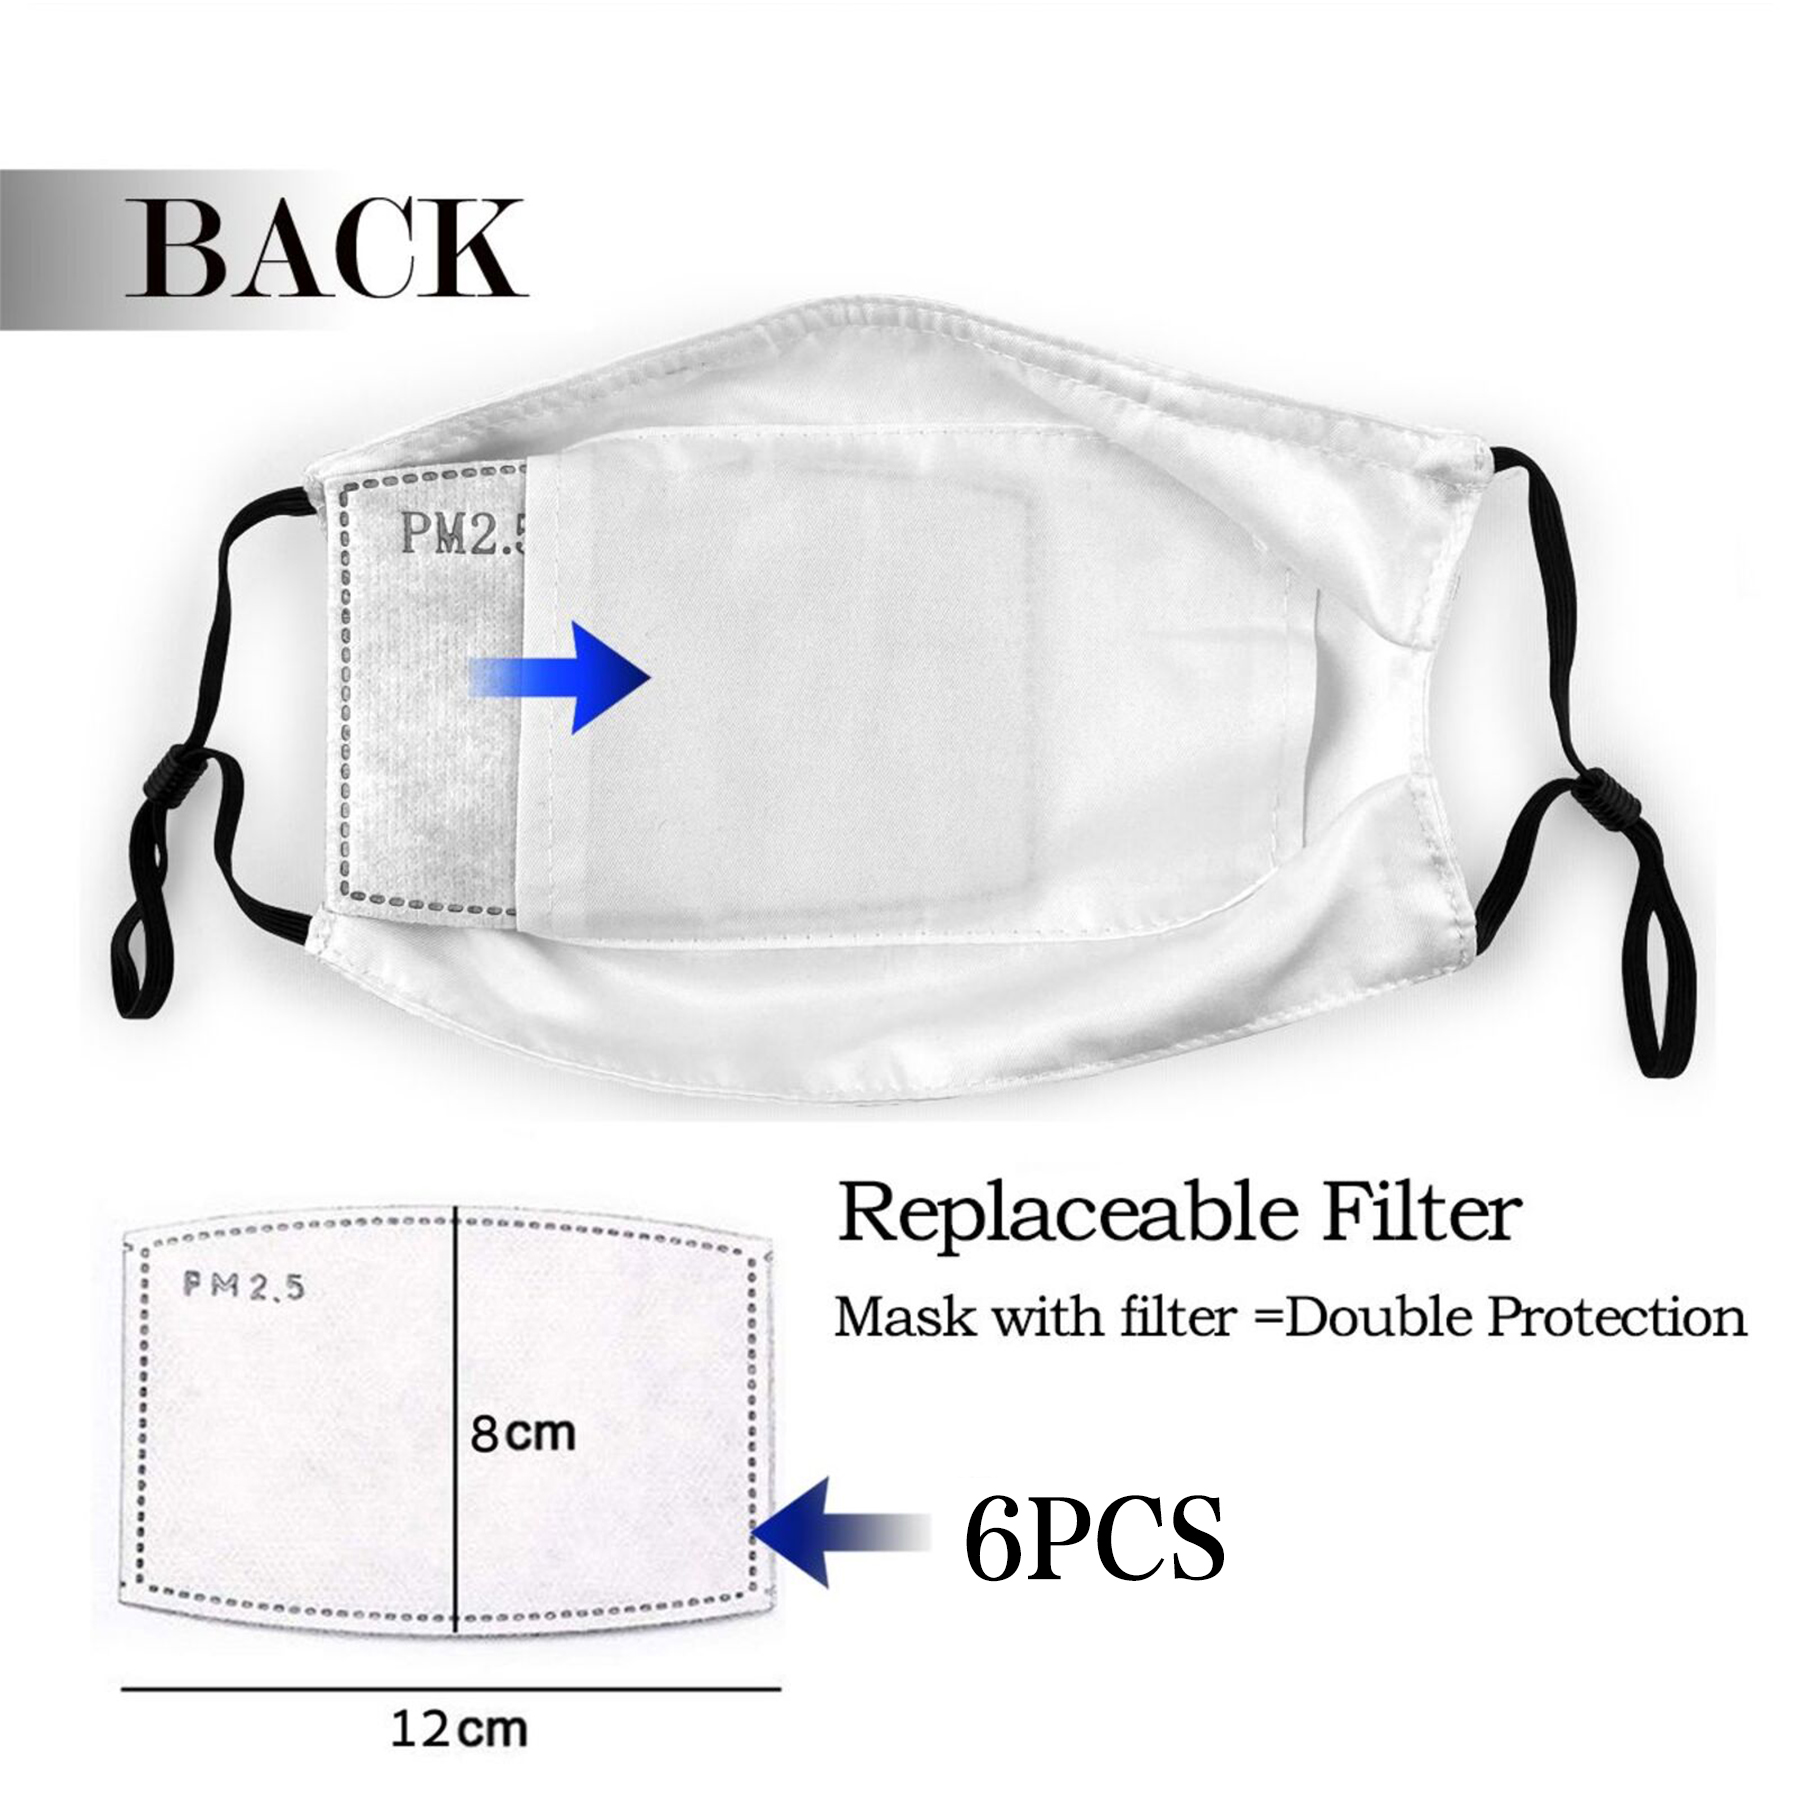 BACK
PM2.5
Replaceable Filter
PM2.5
Mask with filter =Double Protection
8cm
6PCS
12cm